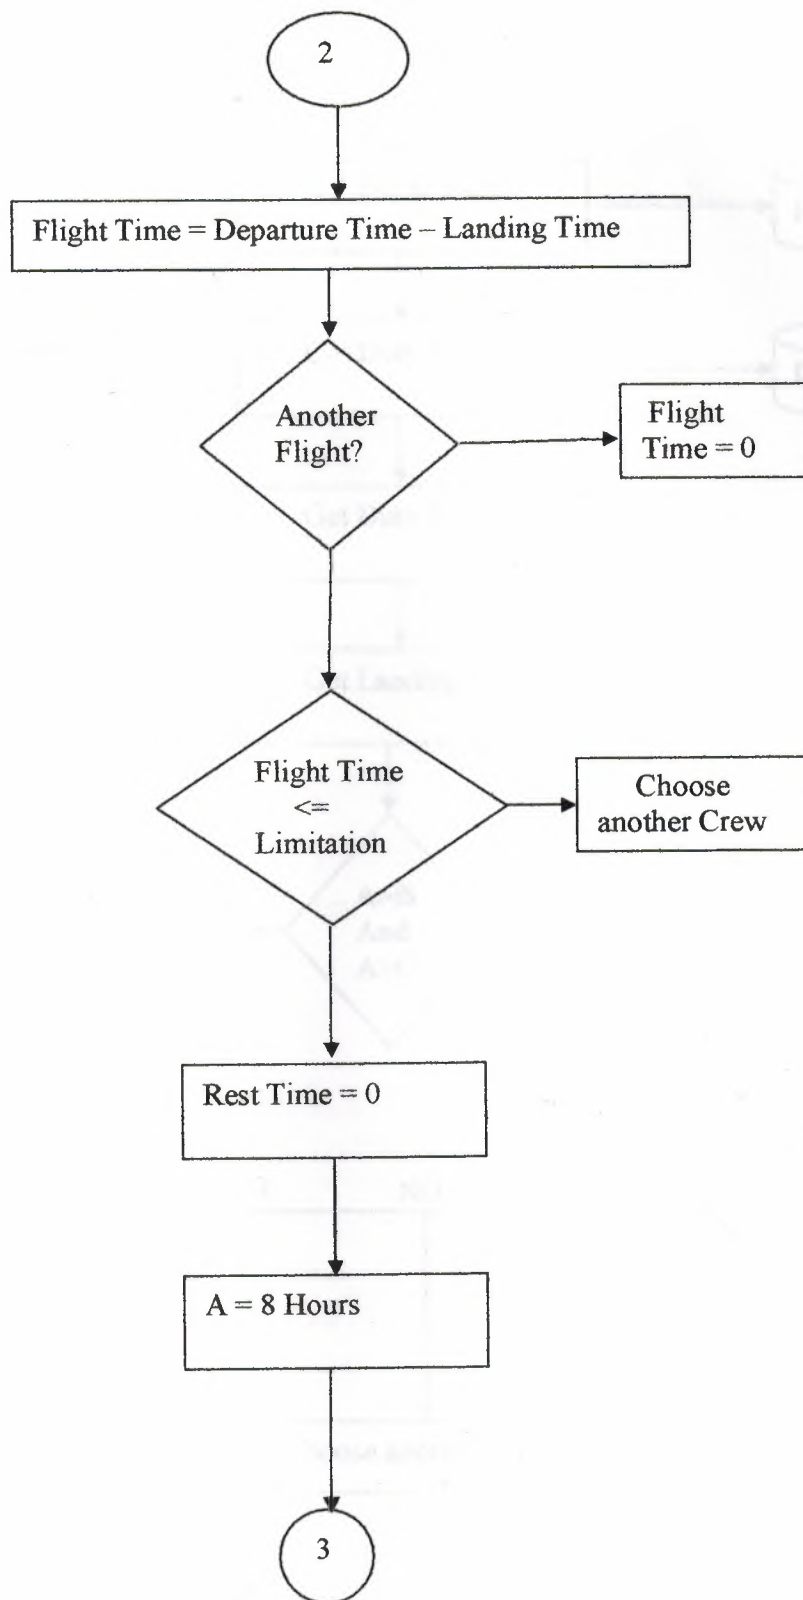 2
Flight Time = Departure Time – Landing Time
Another
Flight?
Flight
Time = 0
Flight Time
<=
Limitation
Choose
another Crew
Rest Time = 0
A = 8 Hours
3